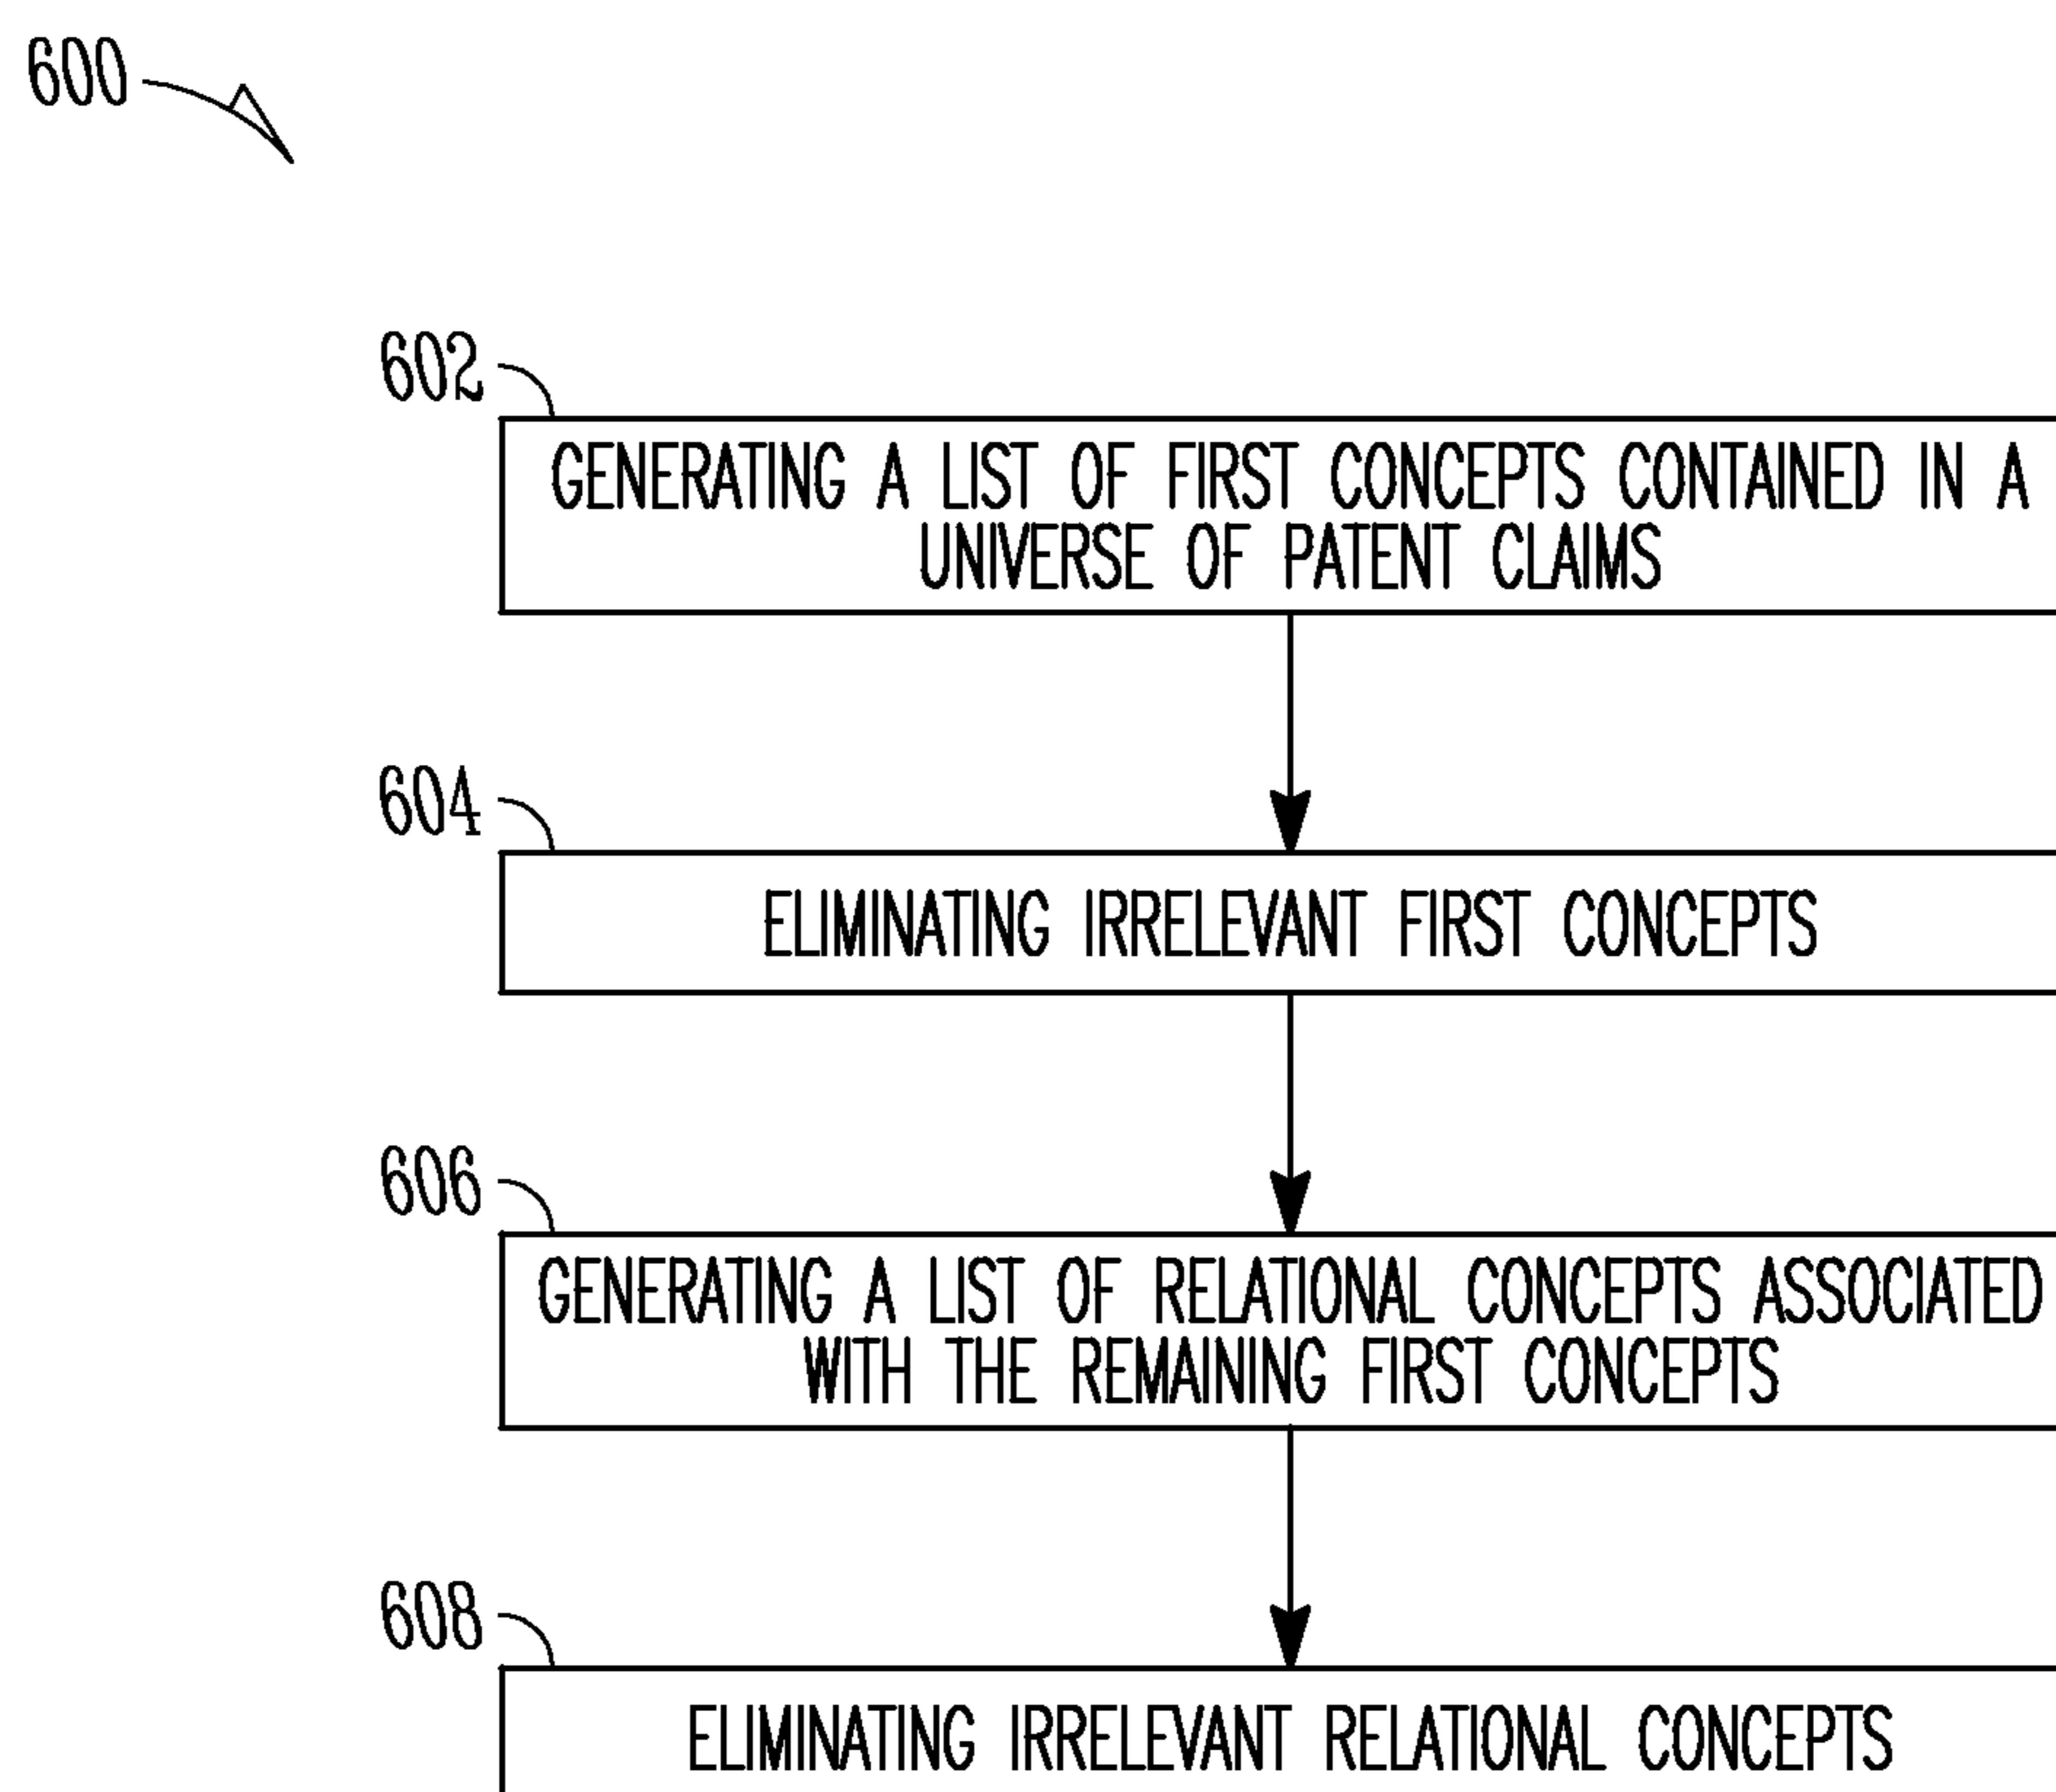 600
602
GENERATING A LIST OF FIRST CONCEPTS CONTAINED IN A
UNIVERSE OF PATENT CLAIMS
604
ELIMINATING IRRELEVANT FIRST CONCEPTS
606
GENERATING A LIST OF RELATIONAL CONCEPTS ASSOCIATED
WITH THE REMAINING FIRST CONCEPTS
608
ELIMINATING IRRELEVANT RELATIONAL CONCEPTS